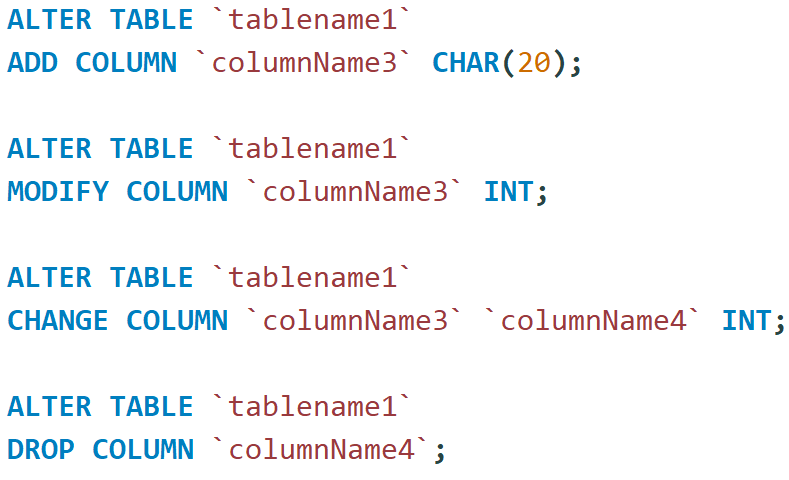 ALTER TABLE `tablename1`
ADD COLUMN `columnName3` CHAR(20);
ALTER TABLE `tablename1`
MODIFY COLUMN `columnName3` INT;
ALTER TABLE `tablename1`
CHANGE COLUMN `columnName3` `columnName4` INT;
ALTER TABLE `tablename1`
DROP COLUMN `columnName4`;